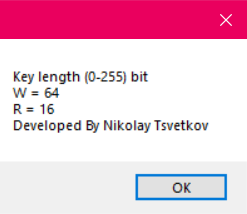 Key length (0-255) bit
W = 64
R = 16
Developed By Nikolay Tsvetkov
OK